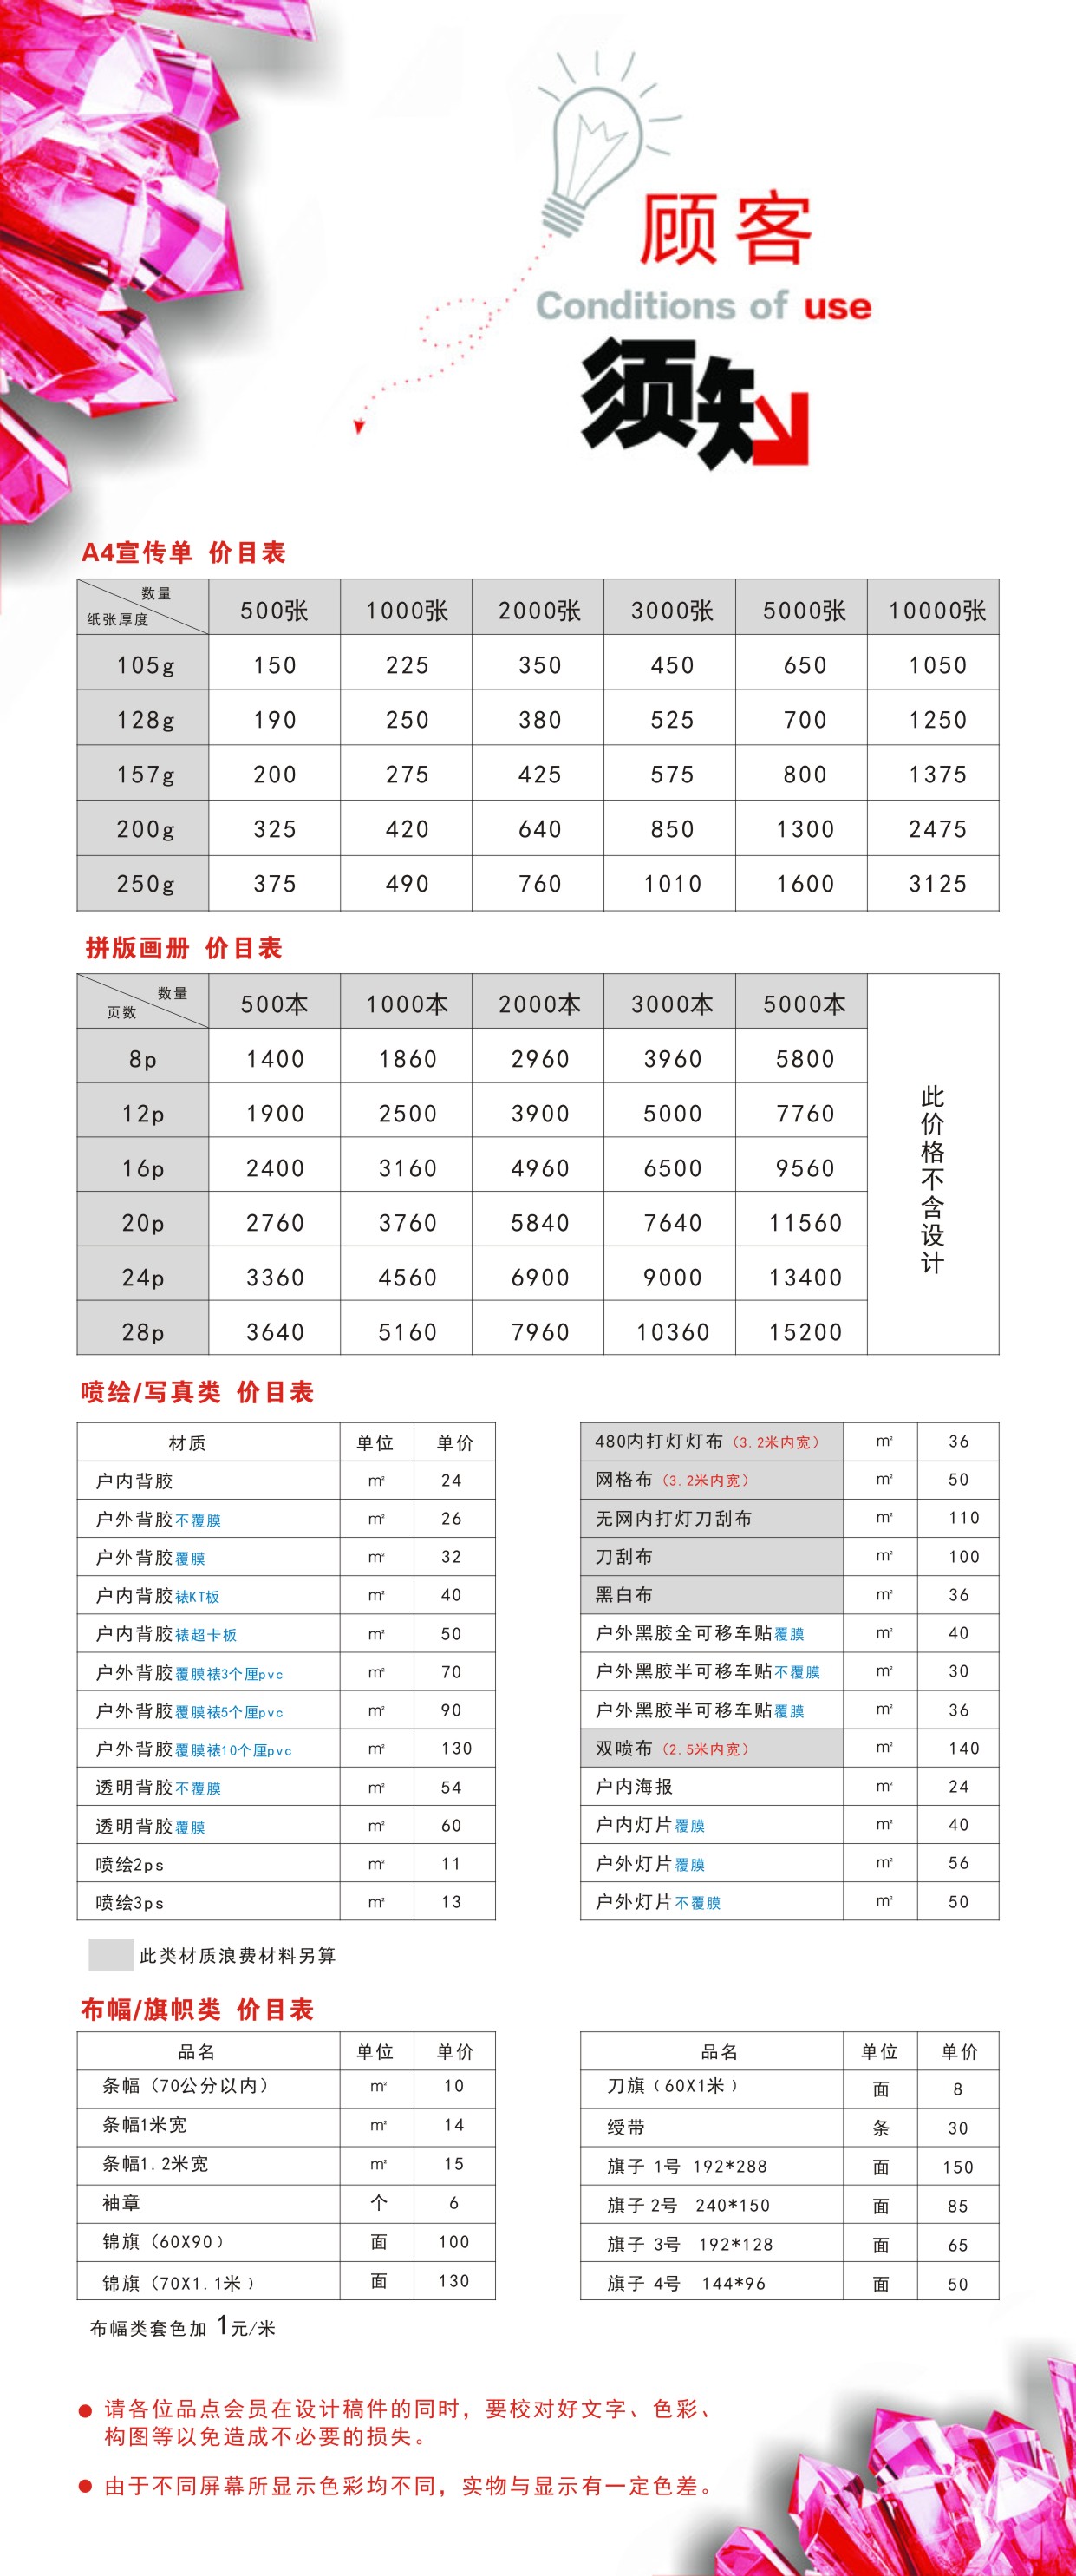 顾客
Conditions of use
须知
A4宣传单 价目表
数量
纸张厚度
500张 1000张 2000张 3000张 5000张 10000张
105g 150 225 350 450 650 1050
128g 190 250 380 525 700 1250
157g 200 275 425 575 800 1375
200g 325 420 640 850 1300 2475
250g 375 490 760 1010 1600 3125
拼版画册 价目表
数量
页数
500本 1000本 2000本 3000本 5000本
8p 1400 1860 2960 3960 5800
12p 1900 2500 3900 5000 7760
16p 2400 3160 4960 6500 9560
20p 2760 3760 5840 7640 11560
24p 3360 4560 6900 9000 13400
28p 3640 5160 7960 10360 15200
此价格不含设计
喷绘/写真类 价目表
材质 单位 单价
户内背胶 ㎡ 24
户外背胶不覆膜 ㎡ 26
户外背胶覆膜 ㎡ 32
户内背胶裱KT板 ㎡ 40
户内背胶裱超卡板 ㎡ 50
户外背胶覆膜裱3个厘pvc ㎡ 70
户外背胶覆膜裱5个厘pvc ㎡ 90
户外背胶覆膜裱10个厘pvc ㎡ 130
透明背胶不覆膜 ㎡ 54
透明背胶覆膜 ㎡ 60
喷绘2ps ㎡ 11
喷绘3ps ㎡ 13
480内打灯灯布（3.2米内宽） ㎡ 36
网格布（3.2米内宽） ㎡ 50
无网内打灯刀刮布 ㎡ 110
刀刮布 ㎡ 100
黑白布 ㎡ 36
户外黑胶全可移车贴覆膜 ㎡ 40
户外黑胶半可移车贴不覆膜 ㎡ 30
户外黑胶半可移车贴覆膜 ㎡ 36
双喷布（2.5米内宽） ㎡ 140
户内海报 ㎡ 24
户内灯片覆膜 ㎡ 40
户外灯片覆膜 ㎡ 56
户外灯片不覆膜 ㎡ 50
此类材质浪费材料另算
布幅/旗帜类 价目表
品名 单位 单价
条幅（70公分以内） ㎡ 10
条幅1米宽 ㎡ 14
条幅1.2米宽 ㎡ 15
袖章 个 6
锦旗（60X90） 面 100
锦旗（70X1.1米） 面 130
品名 单位 单价
刀旗（60X1米） 面 8
绶带 条 30
旗子 1号 192*288 面 150
旗子 2号 240*150 面 85
旗子 3号 192*128 面 65
旗子 4号 144*96 面 50
布幅类套色加 1元/米
● 请各位品点会员在设计稿件的同时，要校对好文字、色彩、
构图等以免造成不必要的损失。
● 由于不同屏幕所显示色彩均不同，实物与显示有一定色差。